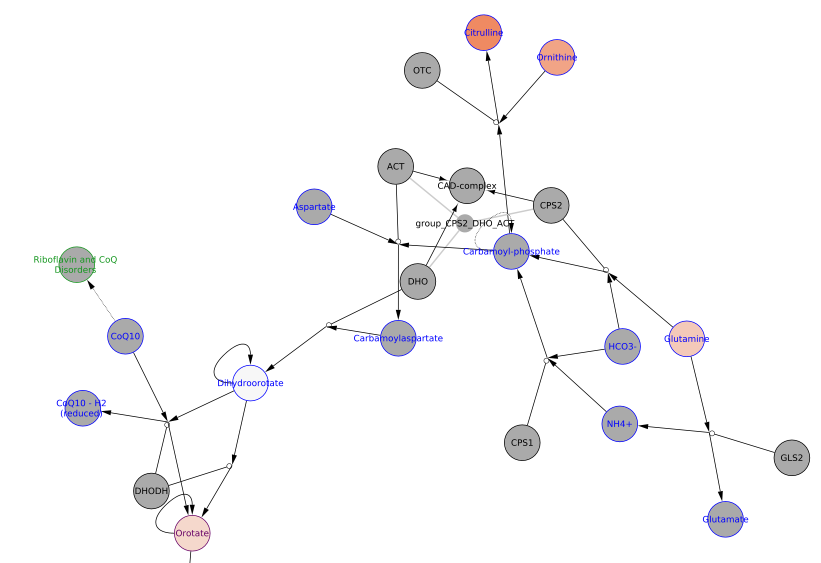 Citrulline
Ornithine
OTC
ACT
CAD-complex
Aspartate
CPS2
group_CPS2_DHO_ACT
Carbamoyl-phosphate
Riboflavin and CoQ
Disorders
DHO
CoQ10
Carbamoylaspartate
HCO3-
Glutamine
Dihydroorotate
CoQ10 - H2
(reduced)
NH4+
CPS1
GLS2
DHODH
Glutamate
Orotate